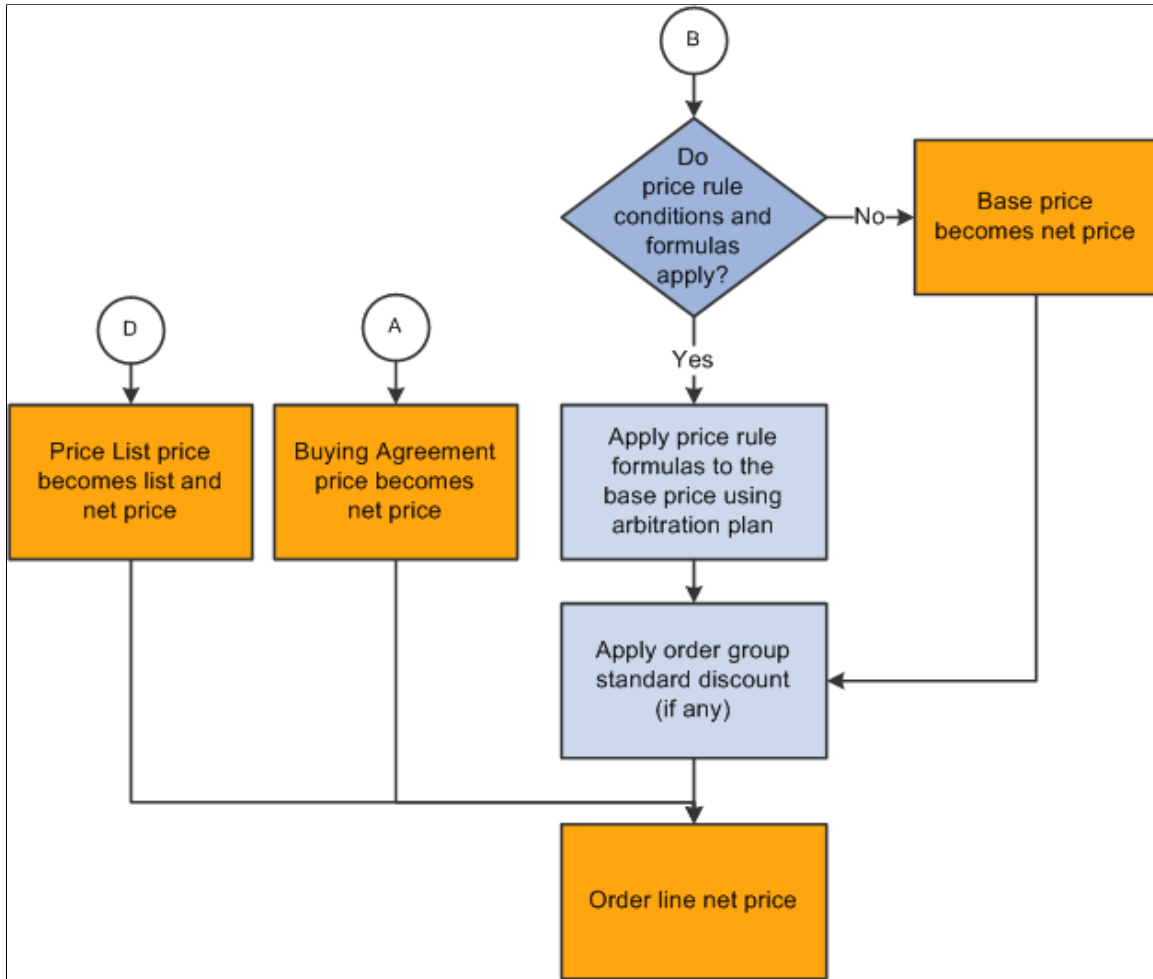 B
Do
price rule
conditions and
formulas
apply?
No
Base price
becomes net price
D
A
Yes
Price List price
becomes list and
net price
Buying Agreement
price becomes
net price
Apply price rule
formulas to the
base price using
arbitration plan
Apply order group
standard discount
(if any)
Order line net price